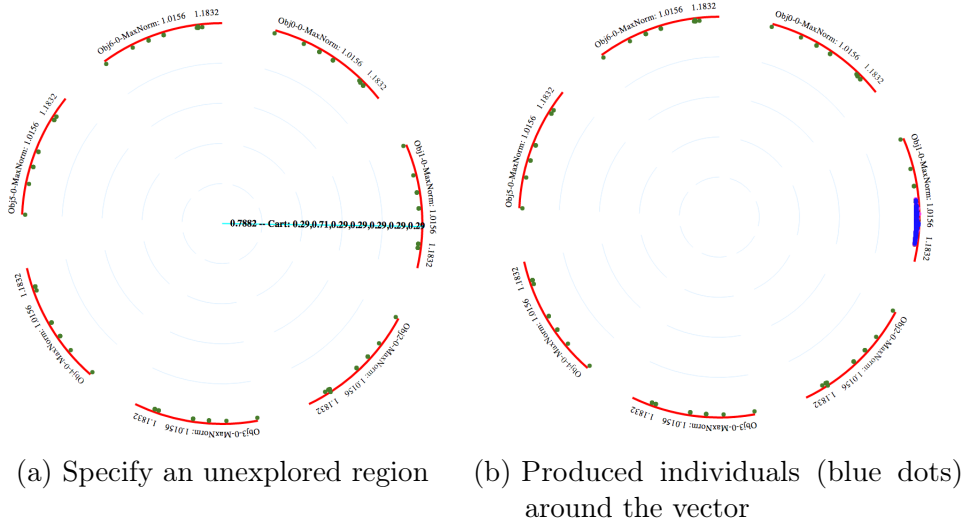 Obj6-0-MaxNorm: 1.0156 1.1832
Obj0-0-MaxNorm: 1.0156 1.1832
Obj5-0-MaxNorm: 1.0156 1.1832
Obj1-0-MaxNorm: 1.0156 1.1832
0.7882 -- Cart: 0.29,0.71,0.29,0.29,0.29,0.29,0.29
Obj4-0-MaxNorm: 1.0156 1.1832
Obj2-0-MaxNorm: 1.0156 1.1832
Obj3-0-MaxNorm: 1.0156 1.1832
Obj6-0-MaxNorm: 1.0156 1.1832
Obj0-0-MaxNorm: 1.0156 1.1832
Obj5-0-MaxNorm: 1.0156 1.1832
Obj1-0-MaxNorm: 1.0156 1.1832
Obj4-0-MaxNorm: 1.0156 1.1832
Obj2-0-MaxNorm: 1.0156 1.1832
Obj3-0-MaxNorm: 1.0156 1.1832
(a) Specify an unexplored region
(b) Produced individuals (blue dots)
around the vector